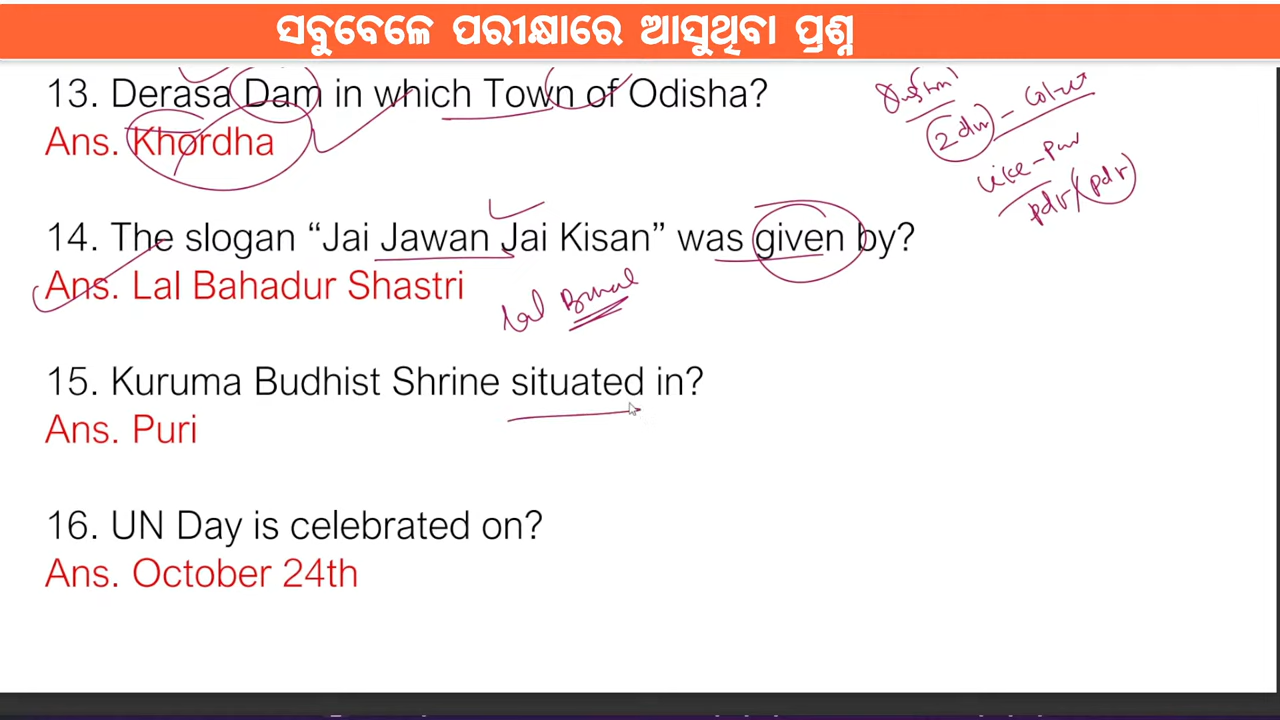 ସବୁବେଳେ ପରୀକ୍ଷାରେ ଆସୁଥିବା ପ୍ରଶ୍ନ
13. Derasa Dam in which Town of Odisha?
Ans. Khordha
14. The slogan “Jai Jawan Jai Kisan” was given by?
Ans. Lal Bahadur Shastri
15. Kuruma Budhist Shrine situated in?
Ans. Puri
16. UN Day is celebrated on?
Ans. October 24th